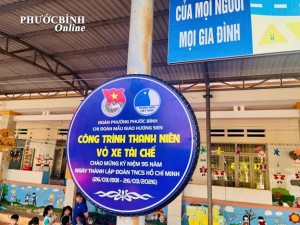 PHƯỚCBÌNH
Online
CỦA MỌI NGƯỜI
MỌI GIA ĐÌNH
ĐOÀN PHƯỜNG PHƯỚC BÌNH
CHI ĐOÀN MẪU GIÁO HƯƠNG SEN
CÔNG TRÌNH THANH NIÊN
VỎ XE TÁI CHẾ
CHÀO MỪNG KỶ NIỆM 95 NĂM
NGÀY THÀNH LẬP ĐOÀN TNCS HỒ CHÍ MINH
(26/03/1931 - 26/03/2026)